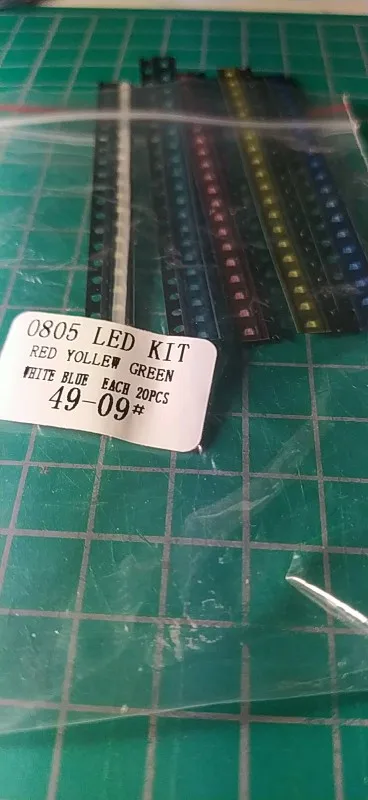 0805 LED KIT
RED YOLLEW GREEN
WHITE BLUE EACH 20PCS
49-09#